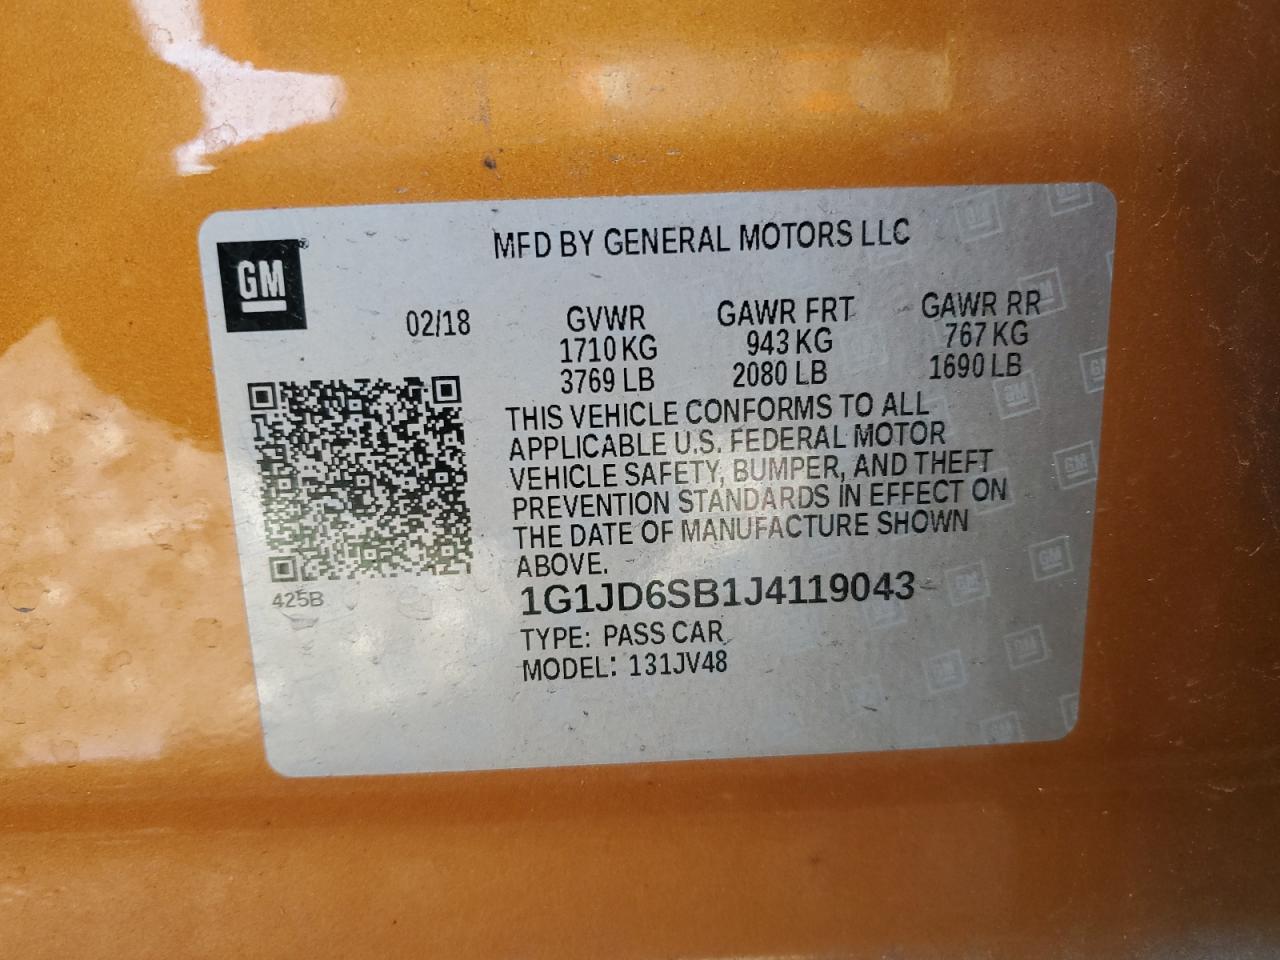 MFD BY GENERAL MOTORS LLC
GM®
02/18 GVWR GAWR FRT GAWR RR
1710 KG 943 KG 767 KG
3769 LB 2080 LB 1690 LB
THIS VEHICLE CONFORMS TO ALL
APPLICABLE U.S. FEDERAL MOTOR
VEHICLE SAFETY, BUMPER, AND THEFT
PREVENTION STANDARDS IN EFFECT ON
THE DATE OF MANUFACTURE SHOWN
ABOVE.
425B
1G1JD6SB1J4119043
TYPE: PASS CAR
MODEL: 131JV48